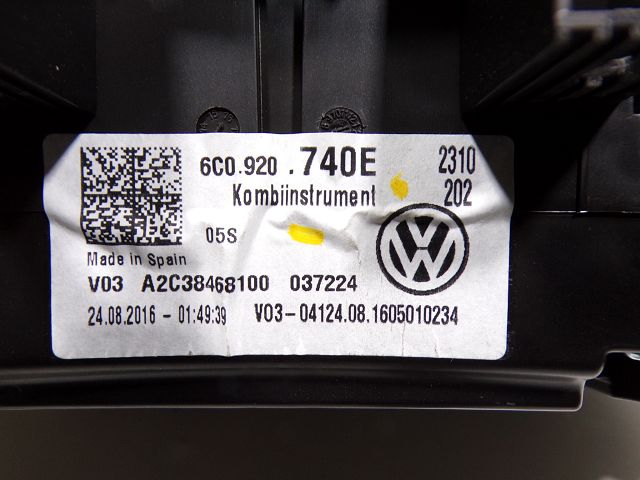 6C0.920 .740E 2310
Kombiinstrument 202
05S
Made in Spain
V03 A2C38468100 037224
24.08.2016 - 01:49:39 V03-04124.08.1605010234